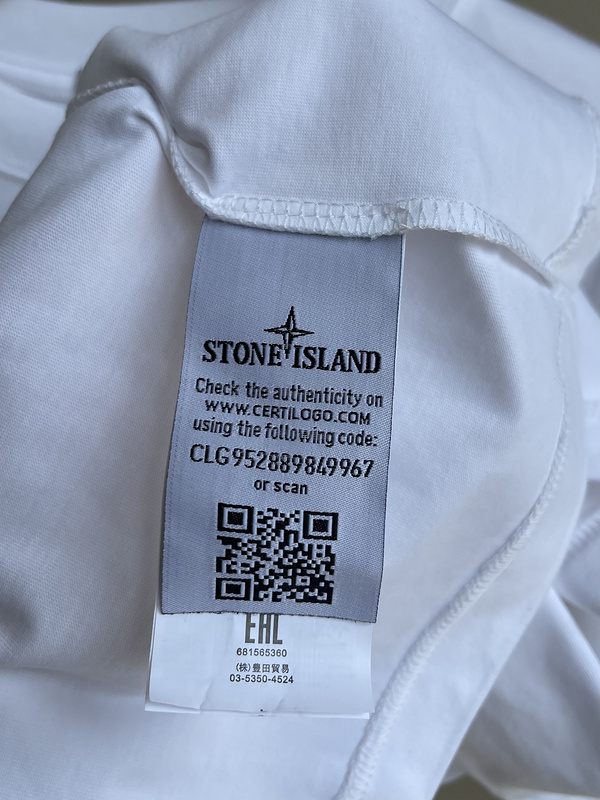 STONE ISLAND
Check the authenticity on
WWW.CERTILOGO.COM
using the following code:
CLG952889849967
or scan
EAC
681565360
(株)豊田貿易
03-5350-4524